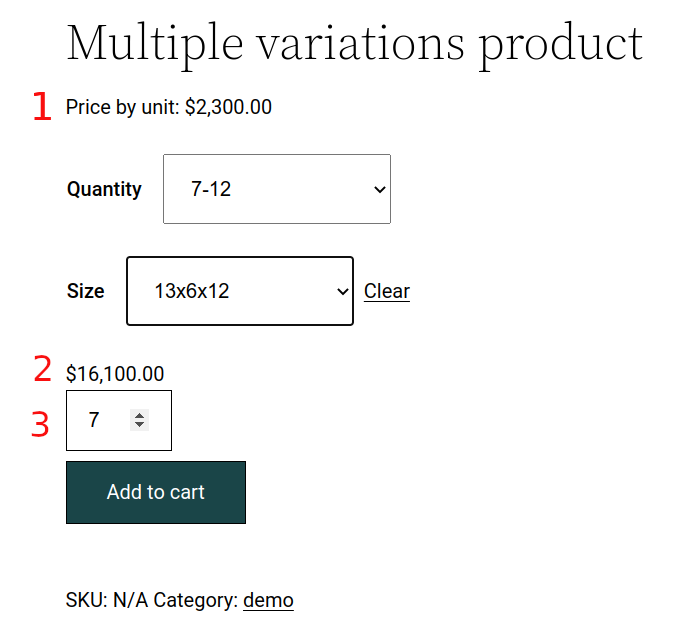 Multiple variations product
1 Price by unit: $2,300.00
Quantity 7-12
Size 13x6x12 Clear
2 $16,100.00
3 7
Add to cart
SKU: N/A Category: demo